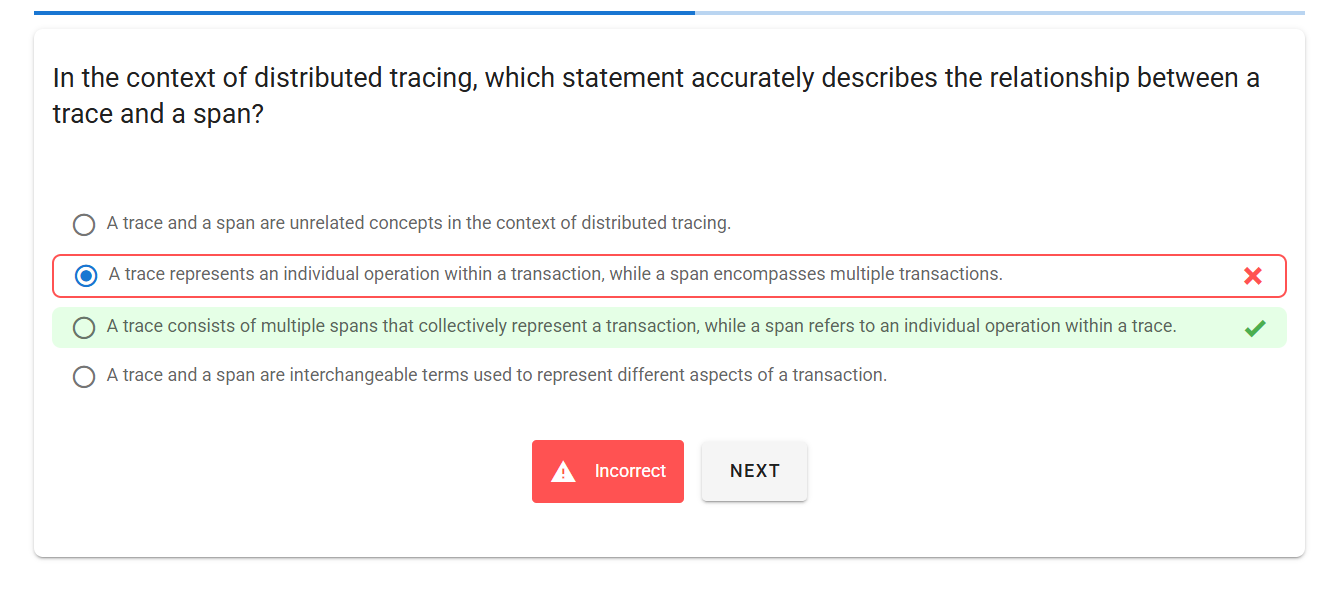 In the context of distributed tracing, which statement accurately describes the relationship between a
trace and a span?
A trace and a span are unrelated concepts in the context of distributed tracing.
A trace represents an individual operation within a transaction, while a span encompasses multiple transactions.
A trace consists of multiple spans that collectively represent a transaction, while a span refers to an individual operation within a trace.
A trace and a span are interchangeable terms used to represent different aspects of a transaction.
Incorrect
NEXT